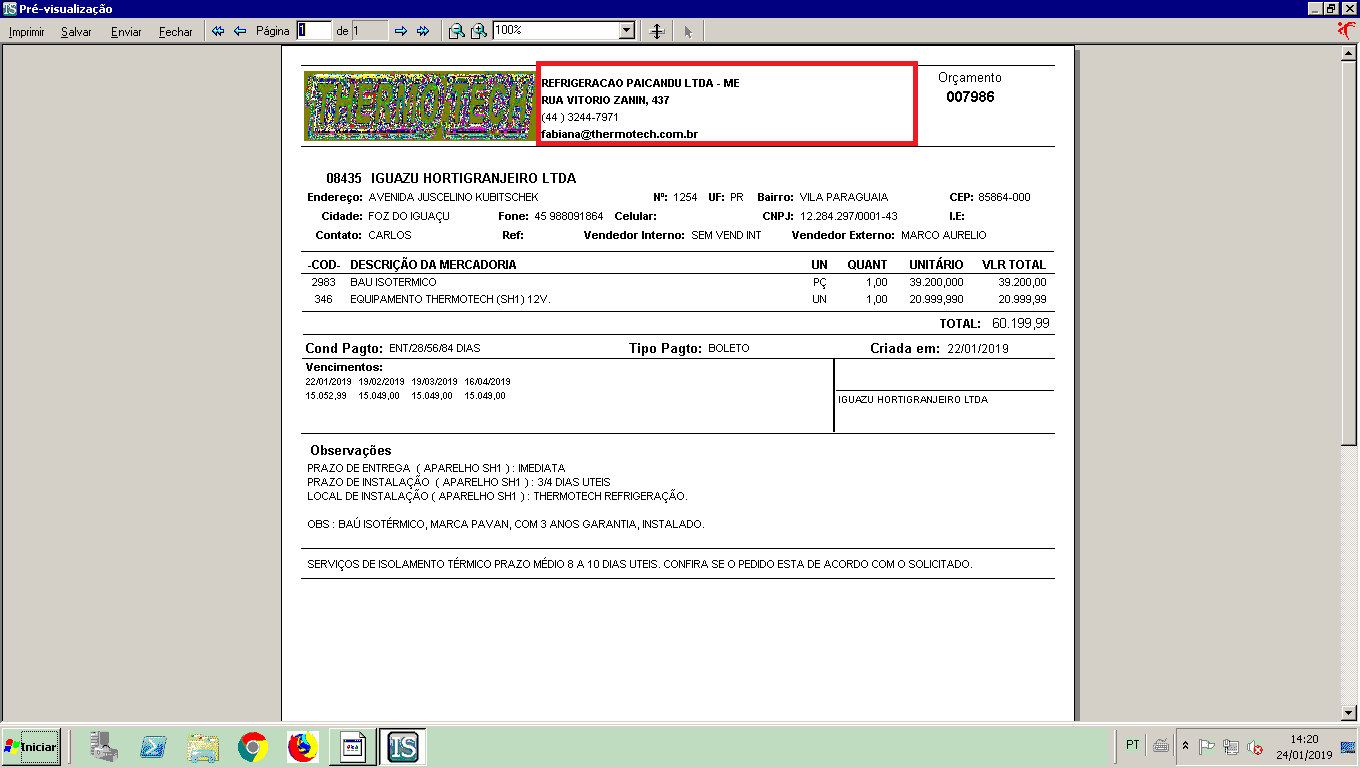 Pré-visualização
Imprimir Salvar Enviar Fechar Página 1 de 1 100%
THERMO TECH
REFRIGERACAO PAICANDU LTDA - ME
RUA VITORIO ZANIN, 437
(44 ) 3244-7971
fabiana@thermotech.com.br
Orçamento
007986
08435 IGUAZU HORTIGRANJEIRO LTDA
Endereço: AVENIDA JUSCELINO KUBITSCHEK Nº: 1254 UF: PR Bairro: VILA PARAGUAIA CEP: 85864-000
Cidade: FOZ DO IGUAÇU Fone: 45 988091864 Celular: CNPJ: 12.284.297/0001-43 I.E:
Contato: CARLOS Ref: Vendedor Interno: SEM VEND INT Vendedor Externo: MARCO AURELIO
-COD- DESCRIÇÃO DA MERCADORIA UN QUANT UNITÁRIO VLR TOTAL
2983 BAU ISOTERMICO PÇ 1,00 39.200,000 39.200,00
346 EQUIPAMENTO THERMOTECH (SH1) 12V. UN 1,00 20.999,990 20.999,99
TOTAL: 60.199,99
Cond Pagto: ENT/28/56/84 DIAS Tipo Pagto: BOLETO Criada em: 22/01/2019
Vencimentos:
22/01/2019 19/02/2019 19/03/2019 16/04/2019
15.052,99 15.049,00 15.049,00 15.049,00
IGUAZU HORTIGRANJEIRO LTDA
Observações
PRAZO DE ENTREGA ( APARELHO SH1 ) : IMEDIATA
PRAZO DE INSTALAÇÃO ( APARELHO SH1 ) : 3/4 DIAS UTEIS
LOCAL DE INSTALAÇÃO ( APARELHO SH1 ) : THERMOTECH REFRIGERAÇÃO.
OBS : BAÚ ISOTÉRMICO, MARCA PAVAN, COM 3 ANOS GARANTIA, INSTALADO.
SERVIÇOS DE ISOLAMENTO TÉRMICO PRAZO MÉDIO 8 A 10 DIAS UTEIS. CONFIRA SE O PEDIDO ESTA DE ACORDO COM O SOLICITADO.
Iniciar IS PT 14:20
24/01/2019